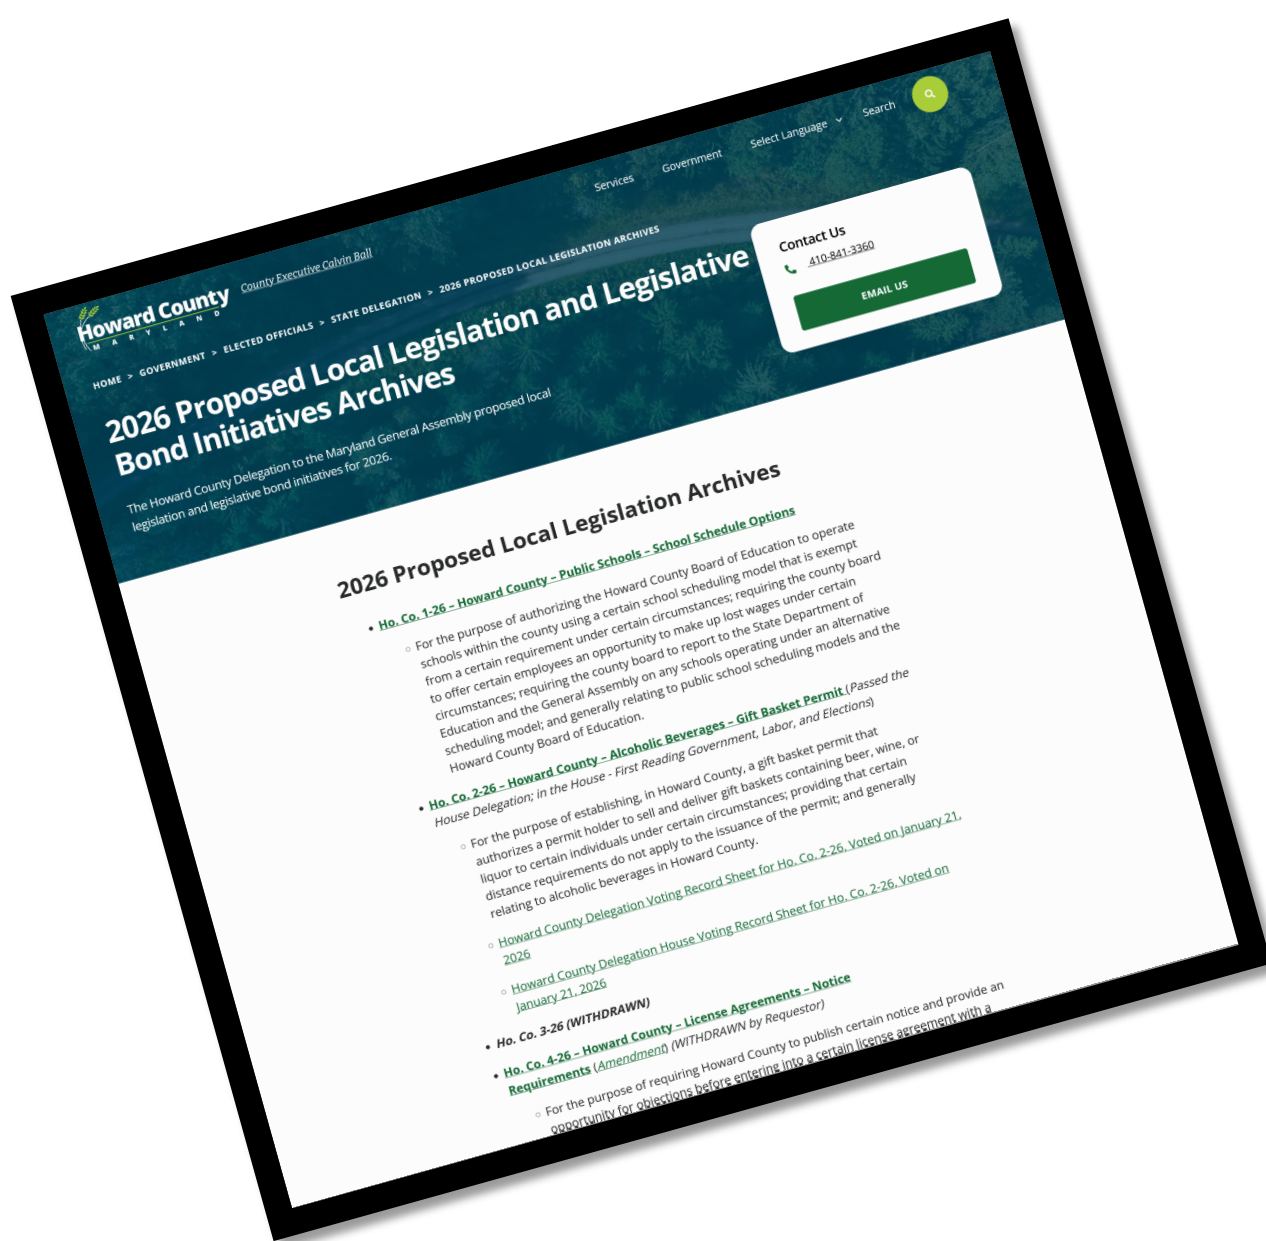 Services
Government
Select Language
Search
Howard County
MARYLAND
County Executive Calvin Ball
HOME > GOVERNMENT > ELECTED OFFICIALS > STATE DELEGATION > 2026 PROPOSED LOCAL LEGISLATION ARCHIVES
2026 Proposed Local Legislation and Legislative
Bond Initiatives Archives
The Howard County Delegation to the Maryland General Assembly proposed local
legislation and legislative bond initiatives for 2026.
Contact Us
410-841-3360
EMAIL US
2026 Proposed Local Legislation Archives
• Ho. Co. 1-26 – Howard County – Public Schools – School Schedule Options
○ For the purpose of authorizing the Howard County Board of Education to operate
schools within the county using a certain school scheduling model that is exempt
from a certain requirement under certain circumstances; requiring the county board
to offer certain employees an opportunity to make up lost wages under certain
circumstances; requiring the county board to report to the State Department of
Education and the General Assembly on any schools operating under an alternative
scheduling model; and generally relating to public school scheduling models and the
Howard County Board of Education.
• Ho. Co. 2-26 – Howard County – Alcoholic Beverages – Gift Basket Permit (Passed the
House Delegation; in the House - First Reading Government, Labor, and Elections)
○ For the purpose of establishing, in Howard County, a gift basket permit that
authorizes a permit holder to sell and deliver gift baskets containing beer, wine, or
liquor to certain individuals under certain circumstances; providing that certain
distance requirements do not apply to the issuance of the permit; and generally
relating to alcoholic beverages in Howard County.
○ Howard County Delegation Voting Record Sheet for Ho. Co. 2-26, Voted on January 21,
2026
○ Howard County Delegation House Voting Record Sheet for Ho. Co. 2-26, Voted on
January 21, 2026
• Ho. Co. 3-26 (WITHDRAWN)
• Ho. Co. 4-26 – Howard County – License Agreements – Notice
Requirements (Amendment) (WITHDRAWN by Requestor)
○ For the purpose of requiring Howard County to publish certain notice and provide an
opportunity for objections before entering into a certain license agreement with a